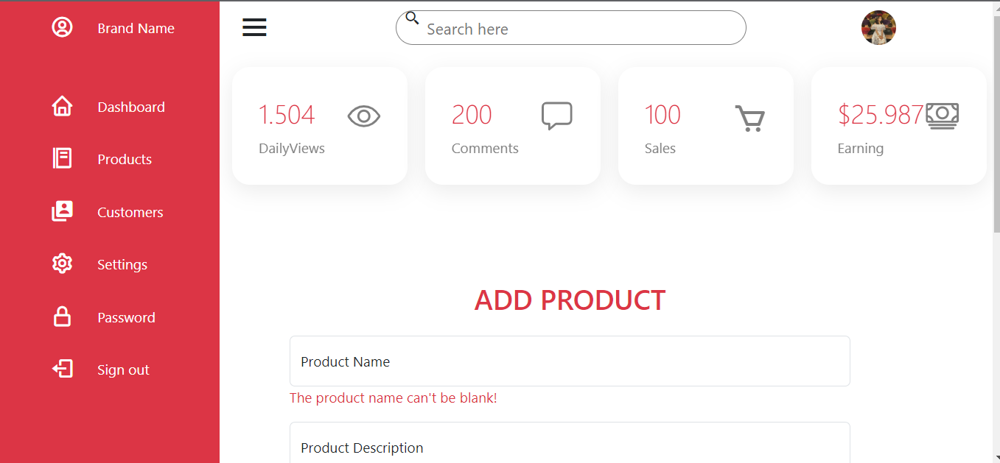 Brand Name
Search here
Dashboard
Products
Customers
Settings
Password
Sign out
1.504
DailyViews
200
Comments
100
Sales
$25.987
Earning
ADD PRODUCT
Product Name
The product name can't be blank!
Product Description